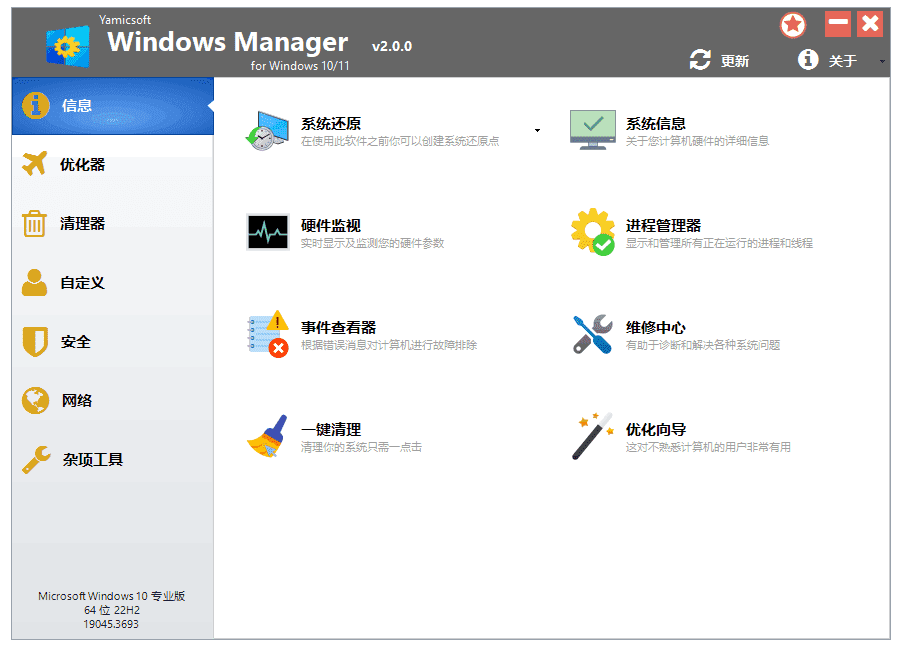 Yamicsoft
Windows Manager v2.0.0
for Windows 10/11
更新
关于
信息
优化器
清理器
自定义
安全
网络
杂项工具
Microsoft Windows 10 专业版
64 位 22H2
19045.3693
系统还原
在使用此软件之前你可以创建系统还原点
系统信息
关于您计算机硬件的详细信息
硬件监视
实时显示及监测您的硬件参数
进程管理器
显示和管理所有正在运行的进程和线程
事件查看器
根据错误消息对计算机进行故障排除
维修中心
有助于诊断和解决各种系统问题
一键清理
清理你的系统只需一点击
优化向导
这对不熟悉计算机的用户非常有用